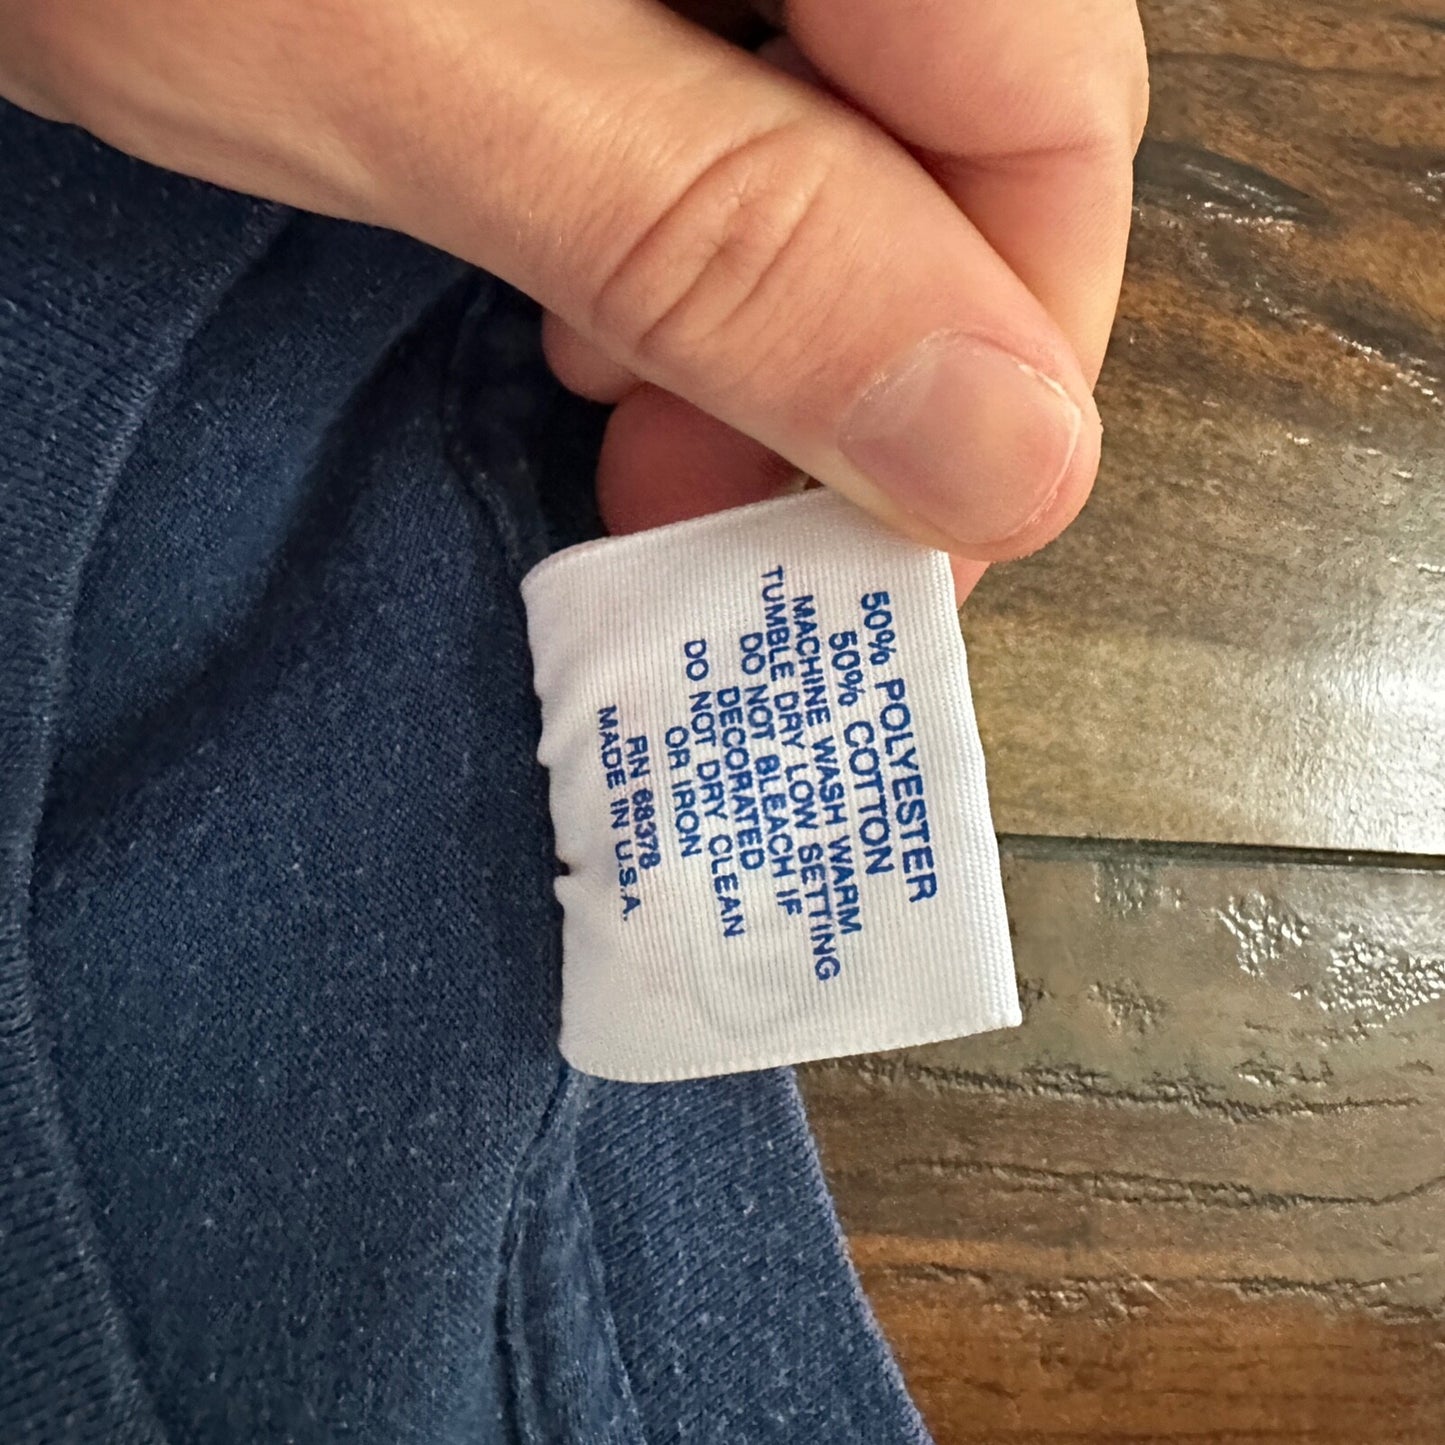 50% POLYESTER
50% COTTON
MACHINE WASH WARM
TUMBLE DRY LOW SETTING
DO NOT BLEACH IF
DECORATED
DO NOT DRY CLEAN
OR IRON
RN 68378
MADE IN U.S.A.